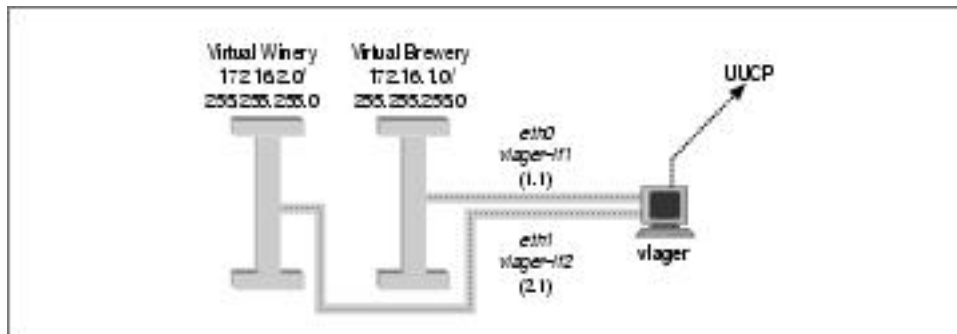 Virtual Winery
172.16.2.0/
255.255.255.0
Virtual Brewery
172.16.1.0/
255.255.255.0
UUCP
eth0
vlager-if1
(1.1)
eth1
vlager-if2
(2.1)
vlager